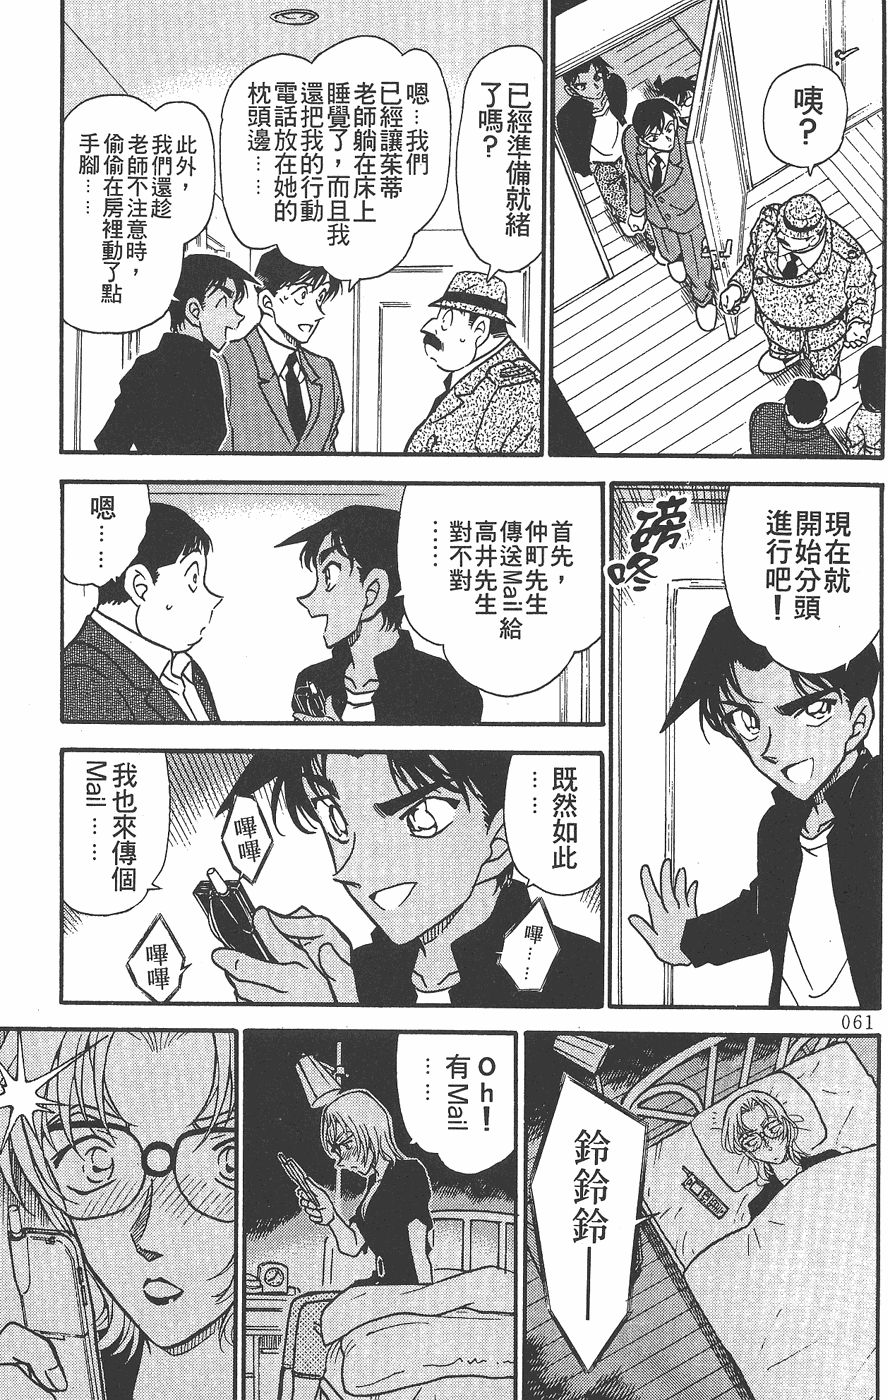 咦？
已經準備就緒
了嗎？
嗯…我們
已經讓茱蒂
老師躺在床上
睡覺了，而且我
還把我的行動
電話放在她的
枕頭邊……
此外，
我們還趁
老師不注意時，
偷偷在房裡動了點
手腳……
現在就
開始分頭
進行吧！
磅
咚
首先，
仲町先生
傳送Mail給
高井先生
對不對
……
嗯……
既然如此
……
嗶嗶
嗶……
嗶嗶
我也來傳個
Mail……
061
鈴鈴鈴—
Oh！
有Mail
……